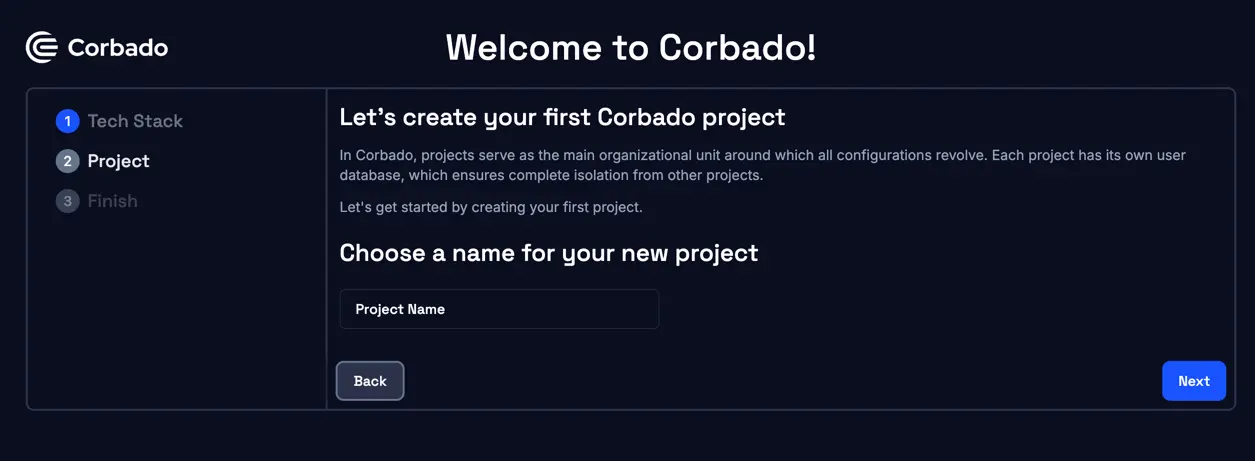 Corbado
Welcome to Corbado!
1 Tech Stack
2 Project
3 Finish
Let's create your first Corbado project
In Corbado, projects serve as the main organizational unit around which all configurations revolve. Each project has its own user
database, which ensures complete isolation from other projects.
Let's get started by creating your first project.
Choose a name for your new project
Project Name
Back
Next